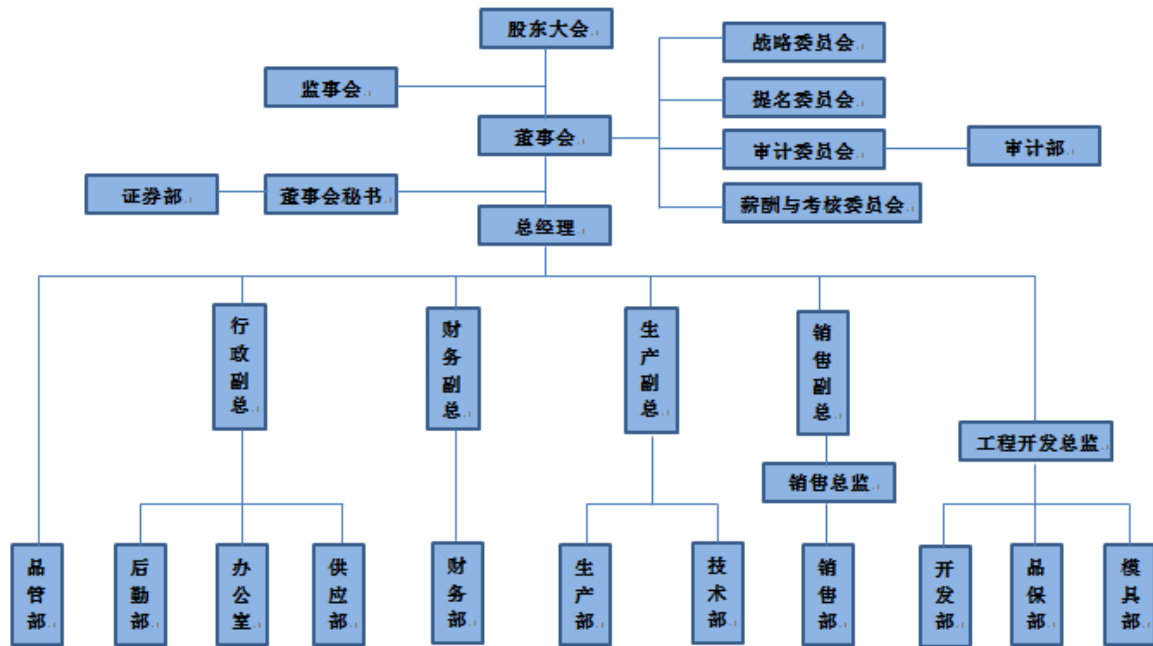 股东大会
战略委员会
监事会
提名委员会
董事会
审计委员会
审计部
证券部
董事会秘书
薪酬与考核委员会
总经理
行政副总
财务副总
生产副总
销售副总
工程开发总监
销售总监
品管部
后勤部
办公室
供应部
财务部
生产部
技术部
销售部
开发部
品保部
模具部